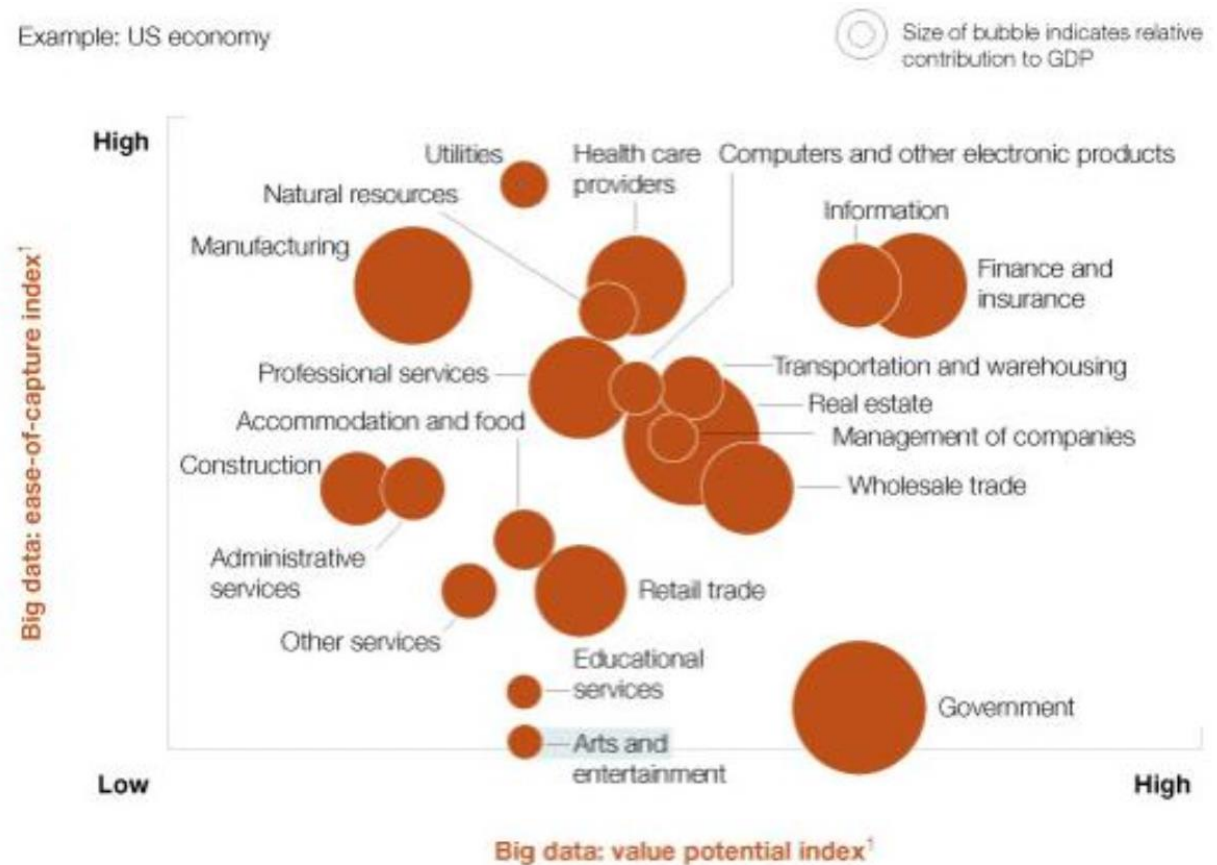 Example: US economy
Size of bubble indicates relative
contribution to GDP
High
Utilities
Health care
providers
Computers and other electronic products
Natural resources
Information
Manufacturing
Finance and
insurance
Professional services
Transportation and warehousing
Real estate
Accommodation and food
Management of companies
Construction
Wholesale trade
Administrative
services
Retail trade
Other services
Educational
services
Government
Arts and
entertainment
Low
High
Big data: ease-of-capture index¹
Big data: value potential index¹